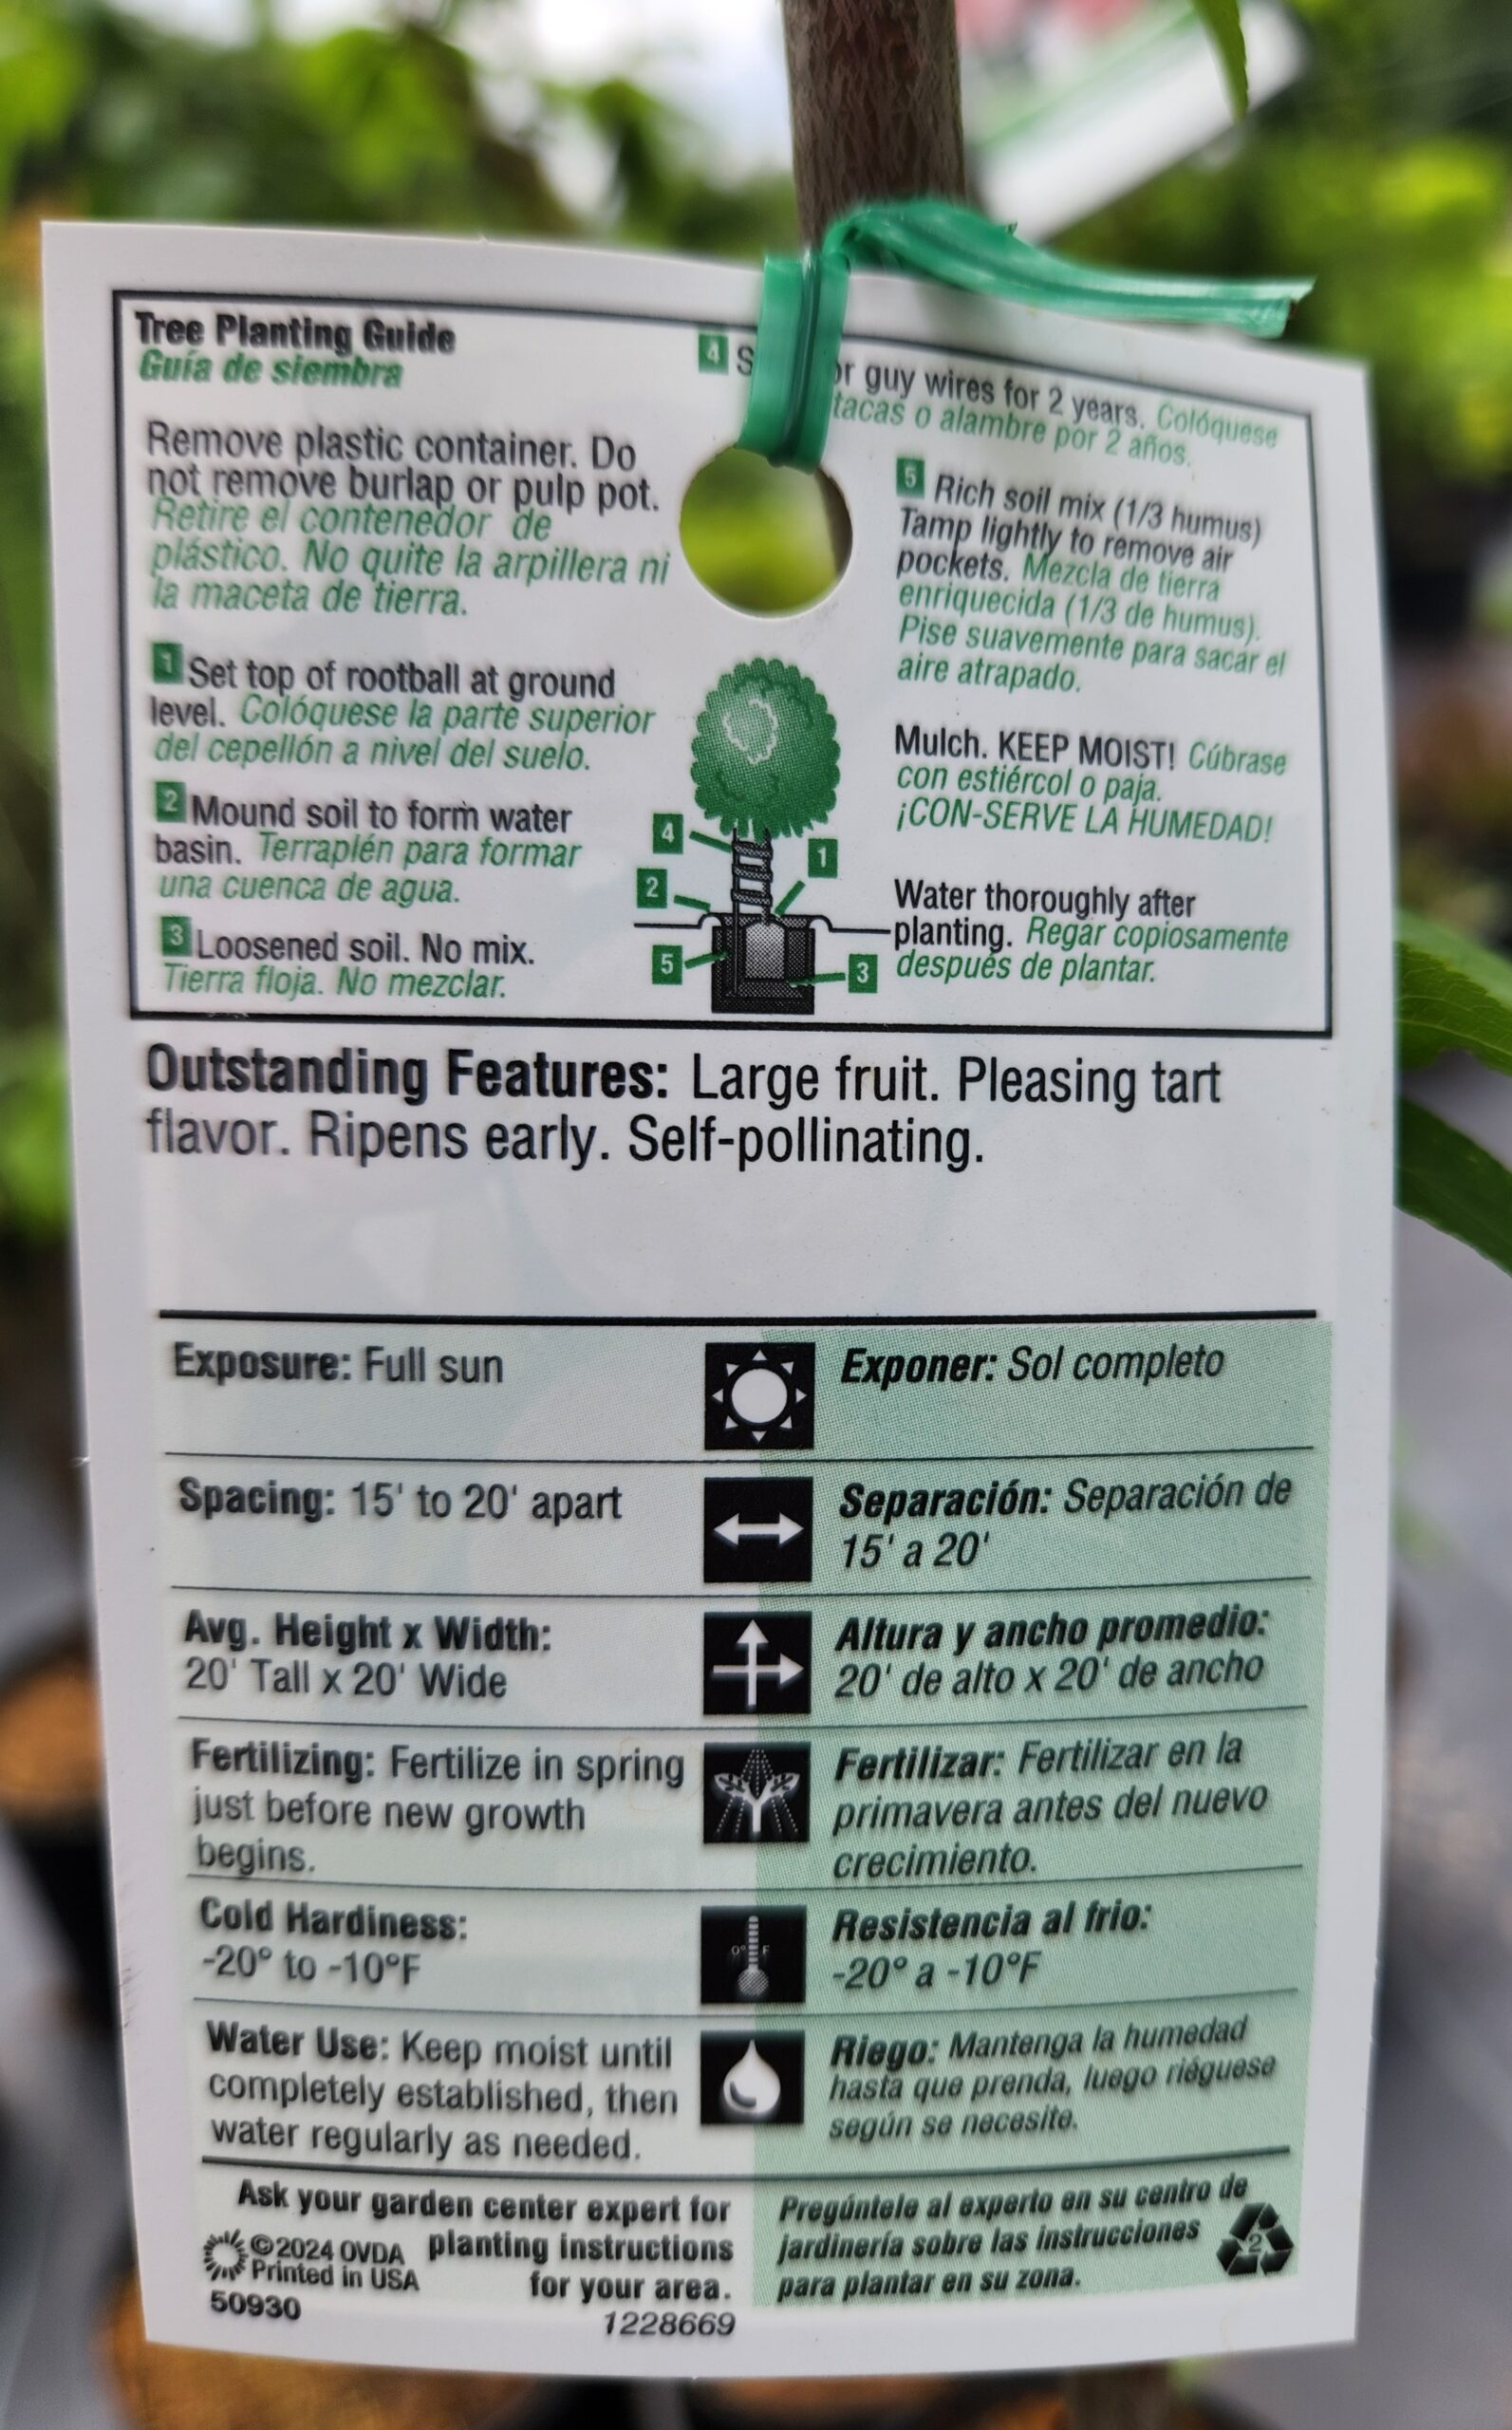 Tree Planting Guide
Guía de siembra
Remove plastic container. Do
not remove burlap or pulp pot.
Retire el contenedor de
plástico. No quite la arpillera ni
la maceta de tierra.
1 Set top of rootball at ground
level. Colóquese la parte superior
del cepellón a nivel del suelo.
2 Mound soil to form water
basin. Terraplén para formar
una cuenca de agua.
3 Loosened soil. No mix.
Tierra floja. No mezclar.
4 or guy wires for 2 years. Colóquese
o alambre por 2 años.
5 Rich soil mix (1/3 humus)
Tamp lightly to remove air
pockets. Mezcla de tierra
enriquecida (1/3 de humus).
Pise suavemente para sacar el
aire atrapado.
Mulch. KEEP MOIST! Cúbrase
con estiércol o paja.
¡CON-SERVE LA HUMEDAD!
Water thoroughly after
planting. Regar copiosamente
después de plantar.
4
1
2
5
3
Outstanding Features: Large fruit. Pleasing tart
flavor. Ripens early. Self-pollinating.
Exposure: Full sun
Exponer: Sol completo
Spacing: 15' to 20' apart
Separación: Separación de
15' a 20'
Avg. Height x Width:
20' Tall x 20' Wide
Altura y ancho promedio:
20' de alto x 20' de ancho
Fertilizing: Fertilize in spring
just before new growth
begins.
Fertilizar: Fertilizar en la
primavera antes del nuevo
crecimiento.
Cold Hardiness:
-20° to -10°F
0° F
Resistencia al frio:
-20° a -10°F
Water Use: Keep moist until
completely established, then
water regularly as needed.
Riego: Mantenga la humedad
hasta que prenda, luego riéguese
según se necesite.
Ask your garden center expert for
planting instructions
for your area.
©2024 OVDA
Printed in USA
50930
1228669
Pregúntele al experto en su centro de
jardinería sobre las instrucciones
para plantar en su zona.
2